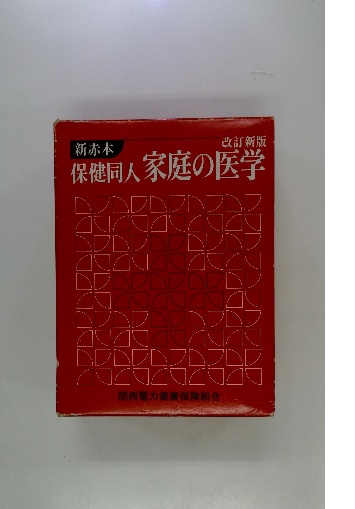 改訂新版
新赤本
保健同人 家庭の医学
関西電力健康保険組合